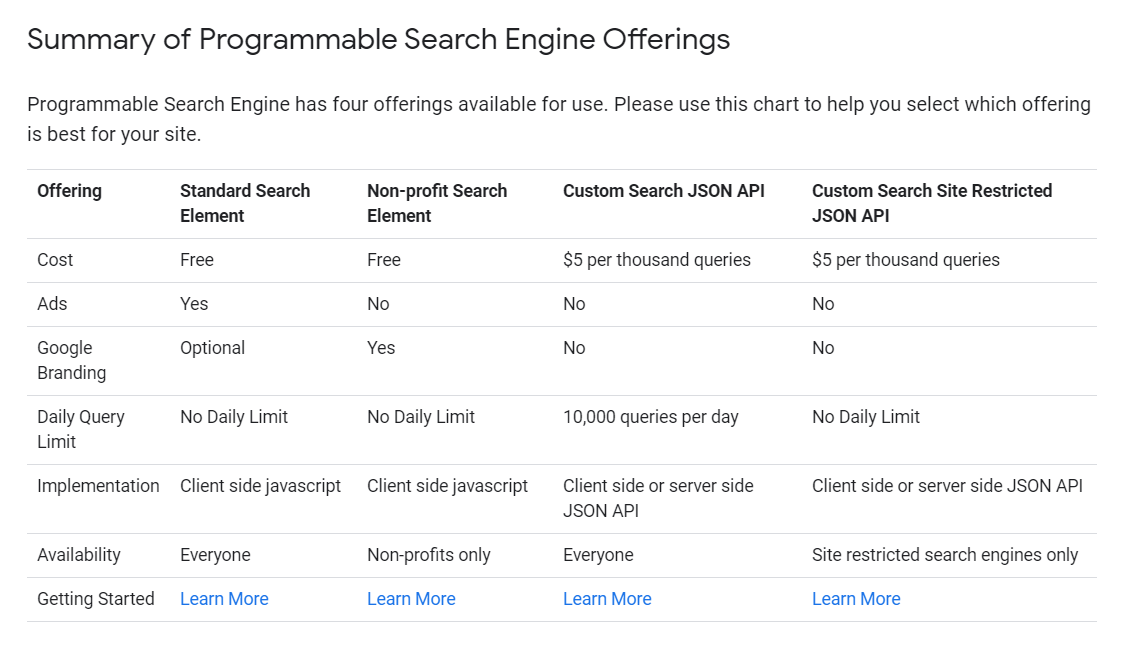 Summary of Programmable Search Engine Offerings
Programmable Search Engine has four offerings available for use. Please use this chart to help you select which offering
is best for your site.
Offering Standard Search Element Non-profit Search Element Custom Search JSON API Custom Search Site Restricted JSON API
Cost Free Free $5 per thousand queries $5 per thousand queries
Ads Yes No No No
Google Branding Optional Yes No No
Daily Query Limit No Daily Limit No Daily Limit 10,000 queries per day No Daily Limit
Implementation Client side javascript Client side javascript Client side or server side JSON API Client side or server side JSON API
Availability Everyone Non-profits only Everyone Site restricted search engines only
Getting Started Learn More Learn More Learn More Learn More